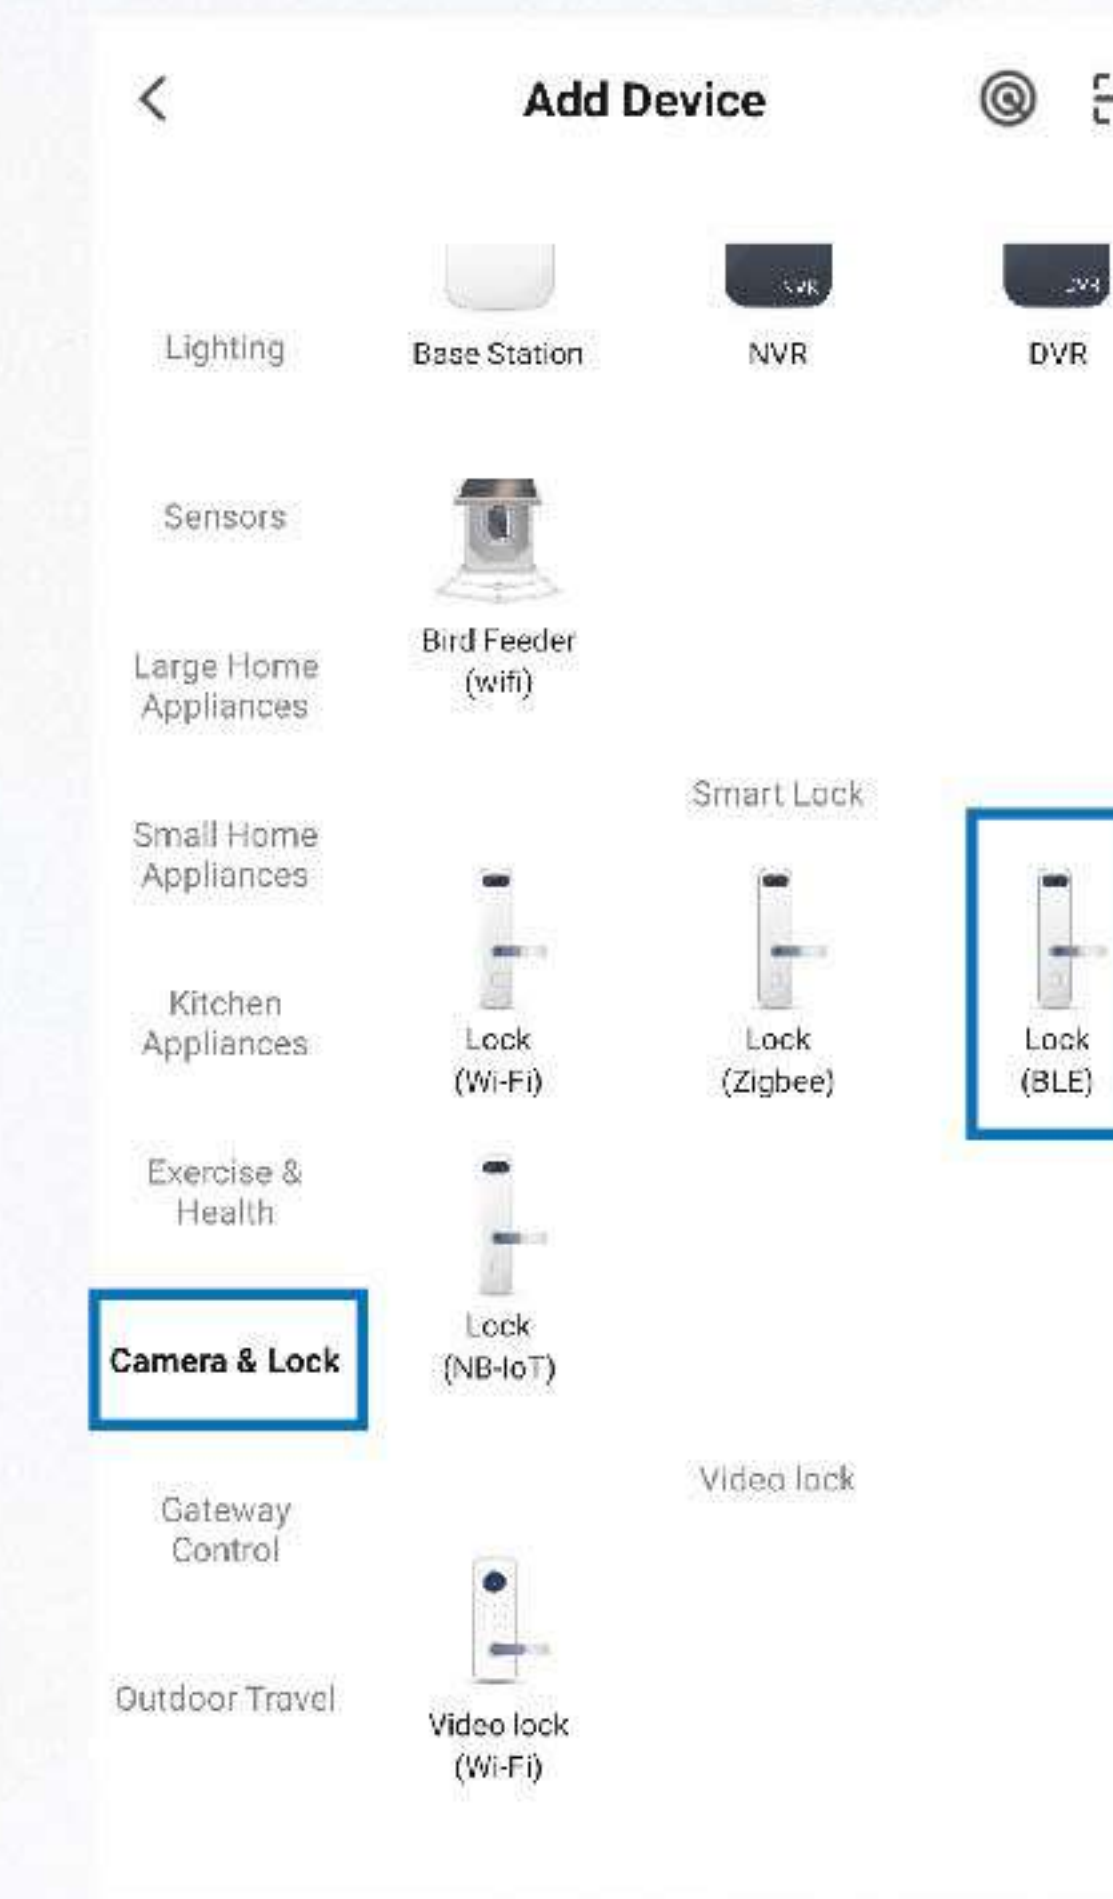 Add Device
NVR
DVR
Lighting
Base Station
NVR
DVR
Sensors
Bird Feeder
(wifi)
Large Home
Appliances
Smart Lock
Small Home
Appliances
Lock
(Wi-Fi)
Lock
(Zigbee)
Lock
(BLE)
Kitchen
Appliances
Exercise &
Health
Lock
(NB-IoT)
Camera & Lock
Video lock
Gateway
Control
Outdoor Travel
Video lock
(Wi-Fi)